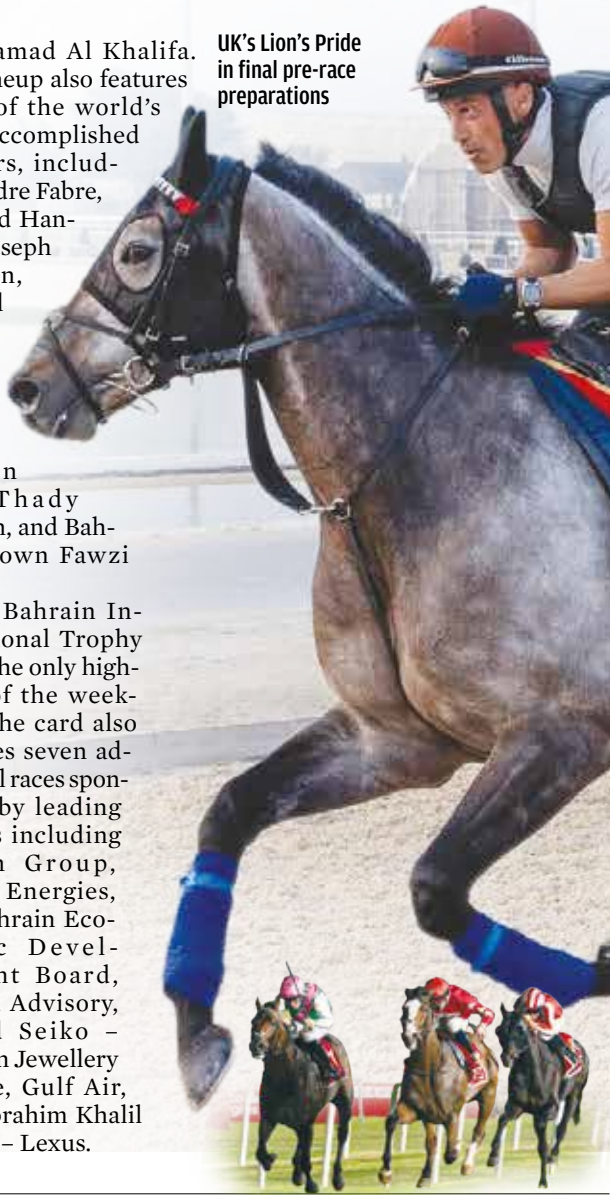 amad Al Khalifa.
neup also features
of the world's
ccomplished
rs, includ-
dre Fabre,
d Han-
seph
n,
l
n
Thady
n, and Bah-
own Fawzi
Bahrain In-
onal Trophy
he only high-
of the week-
he card also
es seven ad-
l races spon-
by leading
s including
n Group,
Energies,
hrain Eco-
c Devel-
nt Board,
Advisory,
l Seiko –
n Jewellery
e, Gulf Air,
brahim Khalil
– Lexus.
UK's Lion's Pride
in final pre-race
preparations